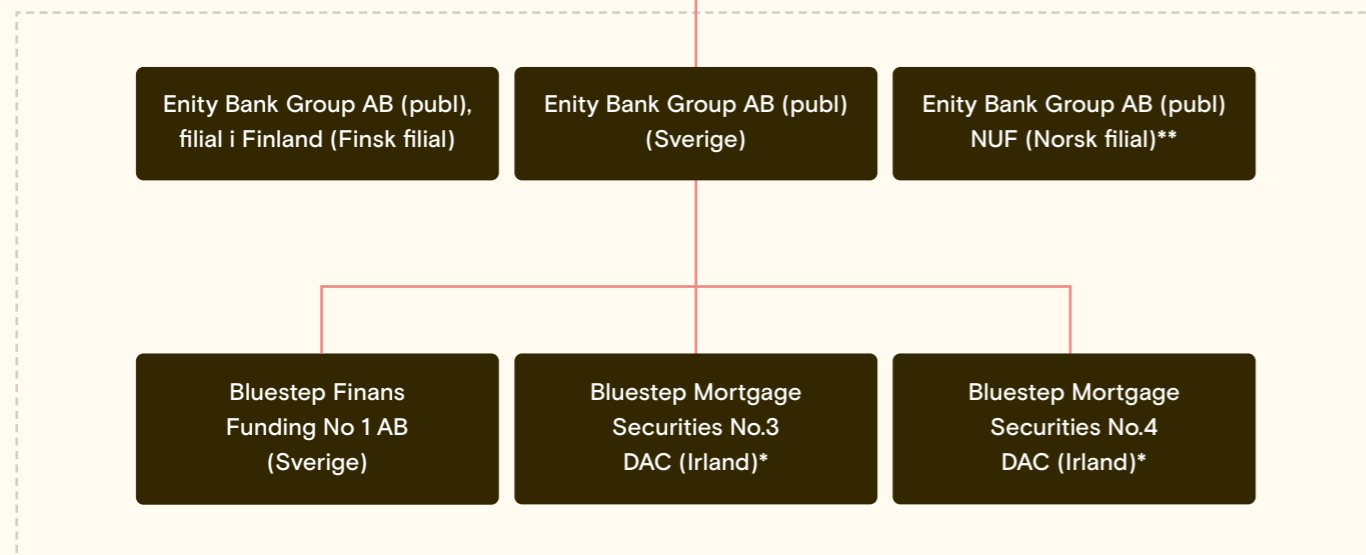 Enity Bank Group AB (publ),
filial i Finland (Finsk filial)
Enity Bank Group AB (publ)
(Sverige)
Enity Bank Group AB (publ)
NUF (Norsk filial)**
Bluestep Finans
Funding No 1 AB
(Sverige)
Bluestep Mortgage
Securities No.3
DAC (Irland)*
Bluestep Mortgage
Securities No.4
DAC (Irland)*